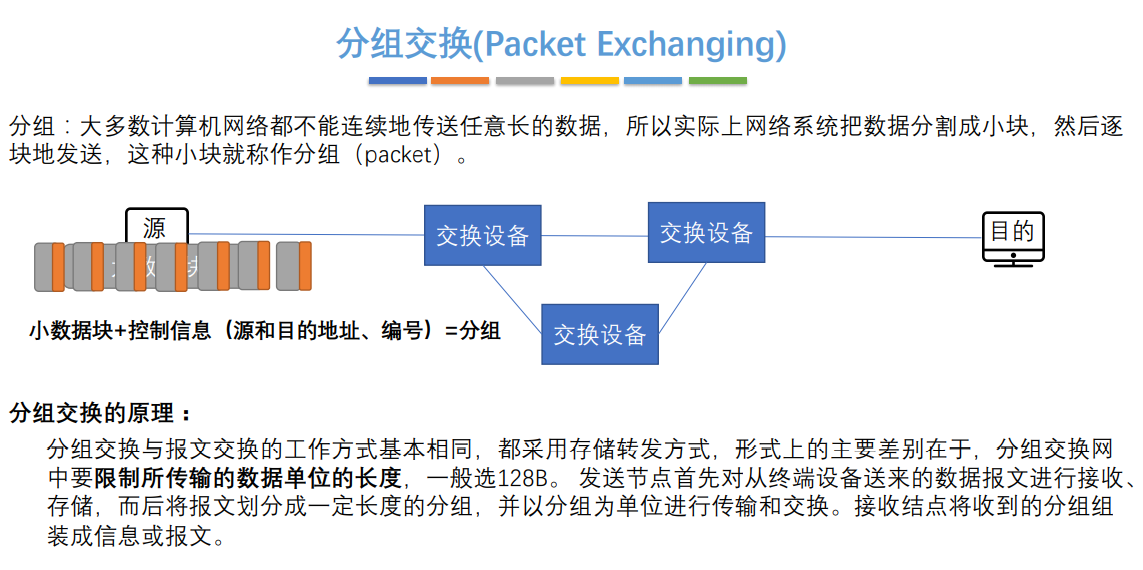 分组交换(Packet Exchanging)
分组：大多数计算机网络都不能连续地传送任意长的数据，所以实际上网络系统把数据分割成小块，然后逐
块地发送，这种小块就称作分组（packet）。
源
交换设备
交换设备
目的
数
小数据块+控制信息（源和目的地址、编号）=分组
交换设备
分组交换的原理：
分组交换与报文交换的工作方式基本相同，都采用存储转发方式，形式上的主要差别在于，分组交换网
中要限制所传输的数据单位的长度，一般选128B。 发送节点首先对从终端设备送来的数据报文进行接收、
存储，而后将报文划分成一定长度的分组，并以分组为单位进行传输和交换。接收结点将收到的分组组
装成信息或报文。